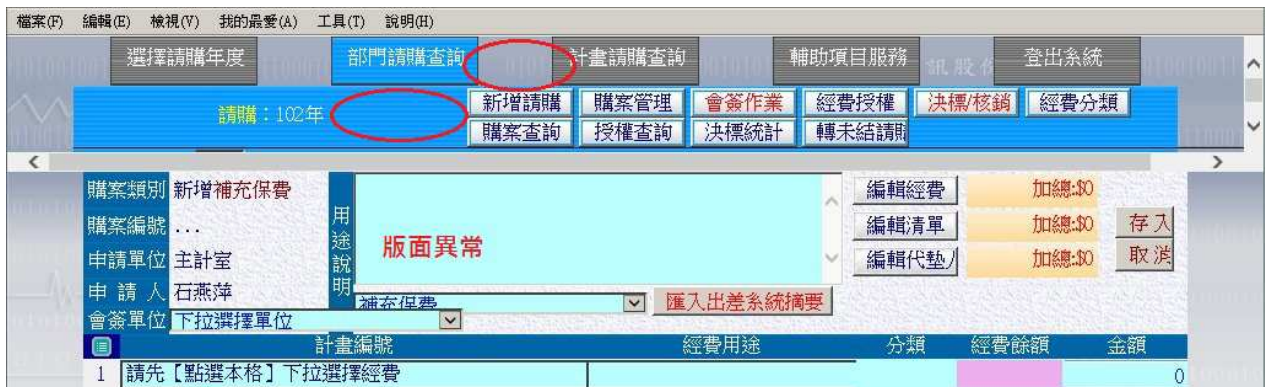 檔案(F) 編輯(E) 檢視(V) 我的最愛(A) 工具(T) 說明(H)
選擇請購年度 部門請購查詢 計畫請購查詢 輔助項目服務 登出系統
訊股份
請購：102年 新增請購 購案管理 會簽作業 經費授權 決標/核銷 經費分類
購案查詢 授權查詢 決標統計 轉未結請購
購案類別 新增補充保費 用途說明 編輯經費 加總:$0
購案編號 ... 編輯清單 加總:$0 存入
版面異常
申請單位 主計室 編輯代墊人 加總:$0 取消
申 請 人 石燕萍
補充保費 匯入出差系統摘要
會簽單位 下拉選擇單位
計畫編號 經費用途 分類 經費餘額 金額
1 請先【點選本格】下拉選擇經費 0